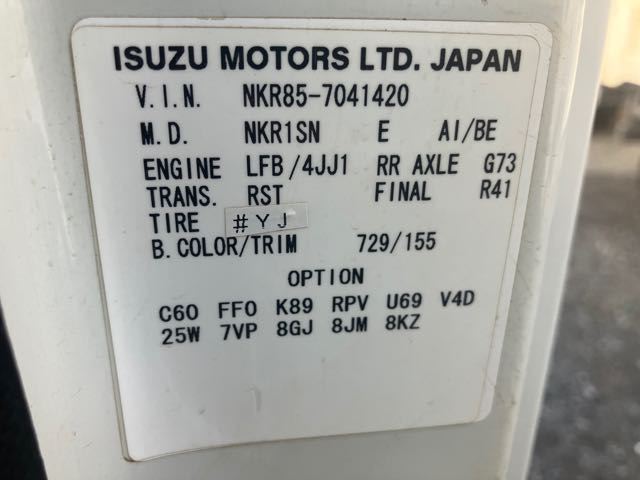 ISUZU MOTORS LTD. JAPAN
V.I.N. NKR85-7041420
M.D. NKR1SN E AI/BE
ENGINE LFB/4JJ1 RR AXLE G73
TRANS. RST FINAL R41
TIRE #YJ
B.COLOR/TRIM 729/155
OPTION
C60 FF0 K89 RPV U69 V4D
25W 7VP 8GJ 8JM 8KZ